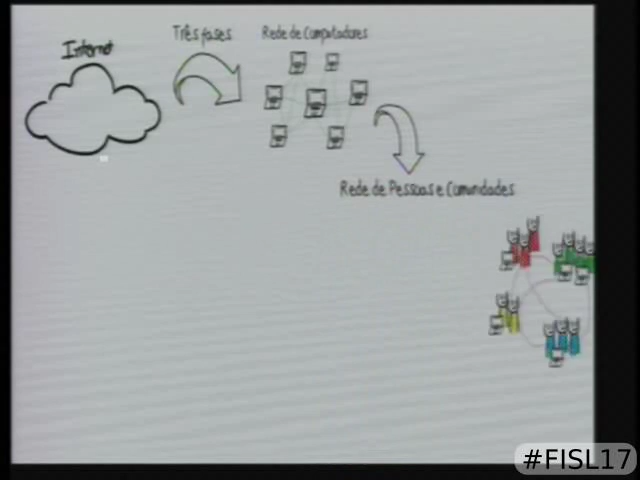 Internet
Três fases
Rede de Computadores
Rede de Pessoas e Comunidades
#FISL17